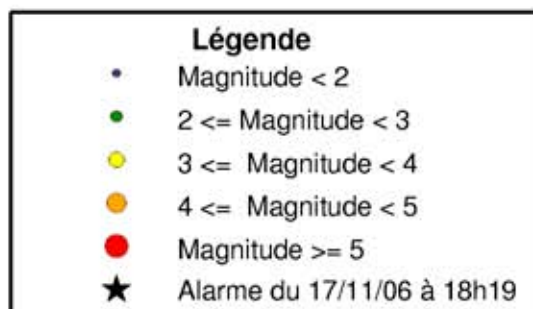 Légende
Magnitude < 2
2 <= Magnitude < 3
3 <= Magnitude < 4
4 <= Magnitude < 5
Magnitude >= 5
Alarme du 17/11/06 à 18h19